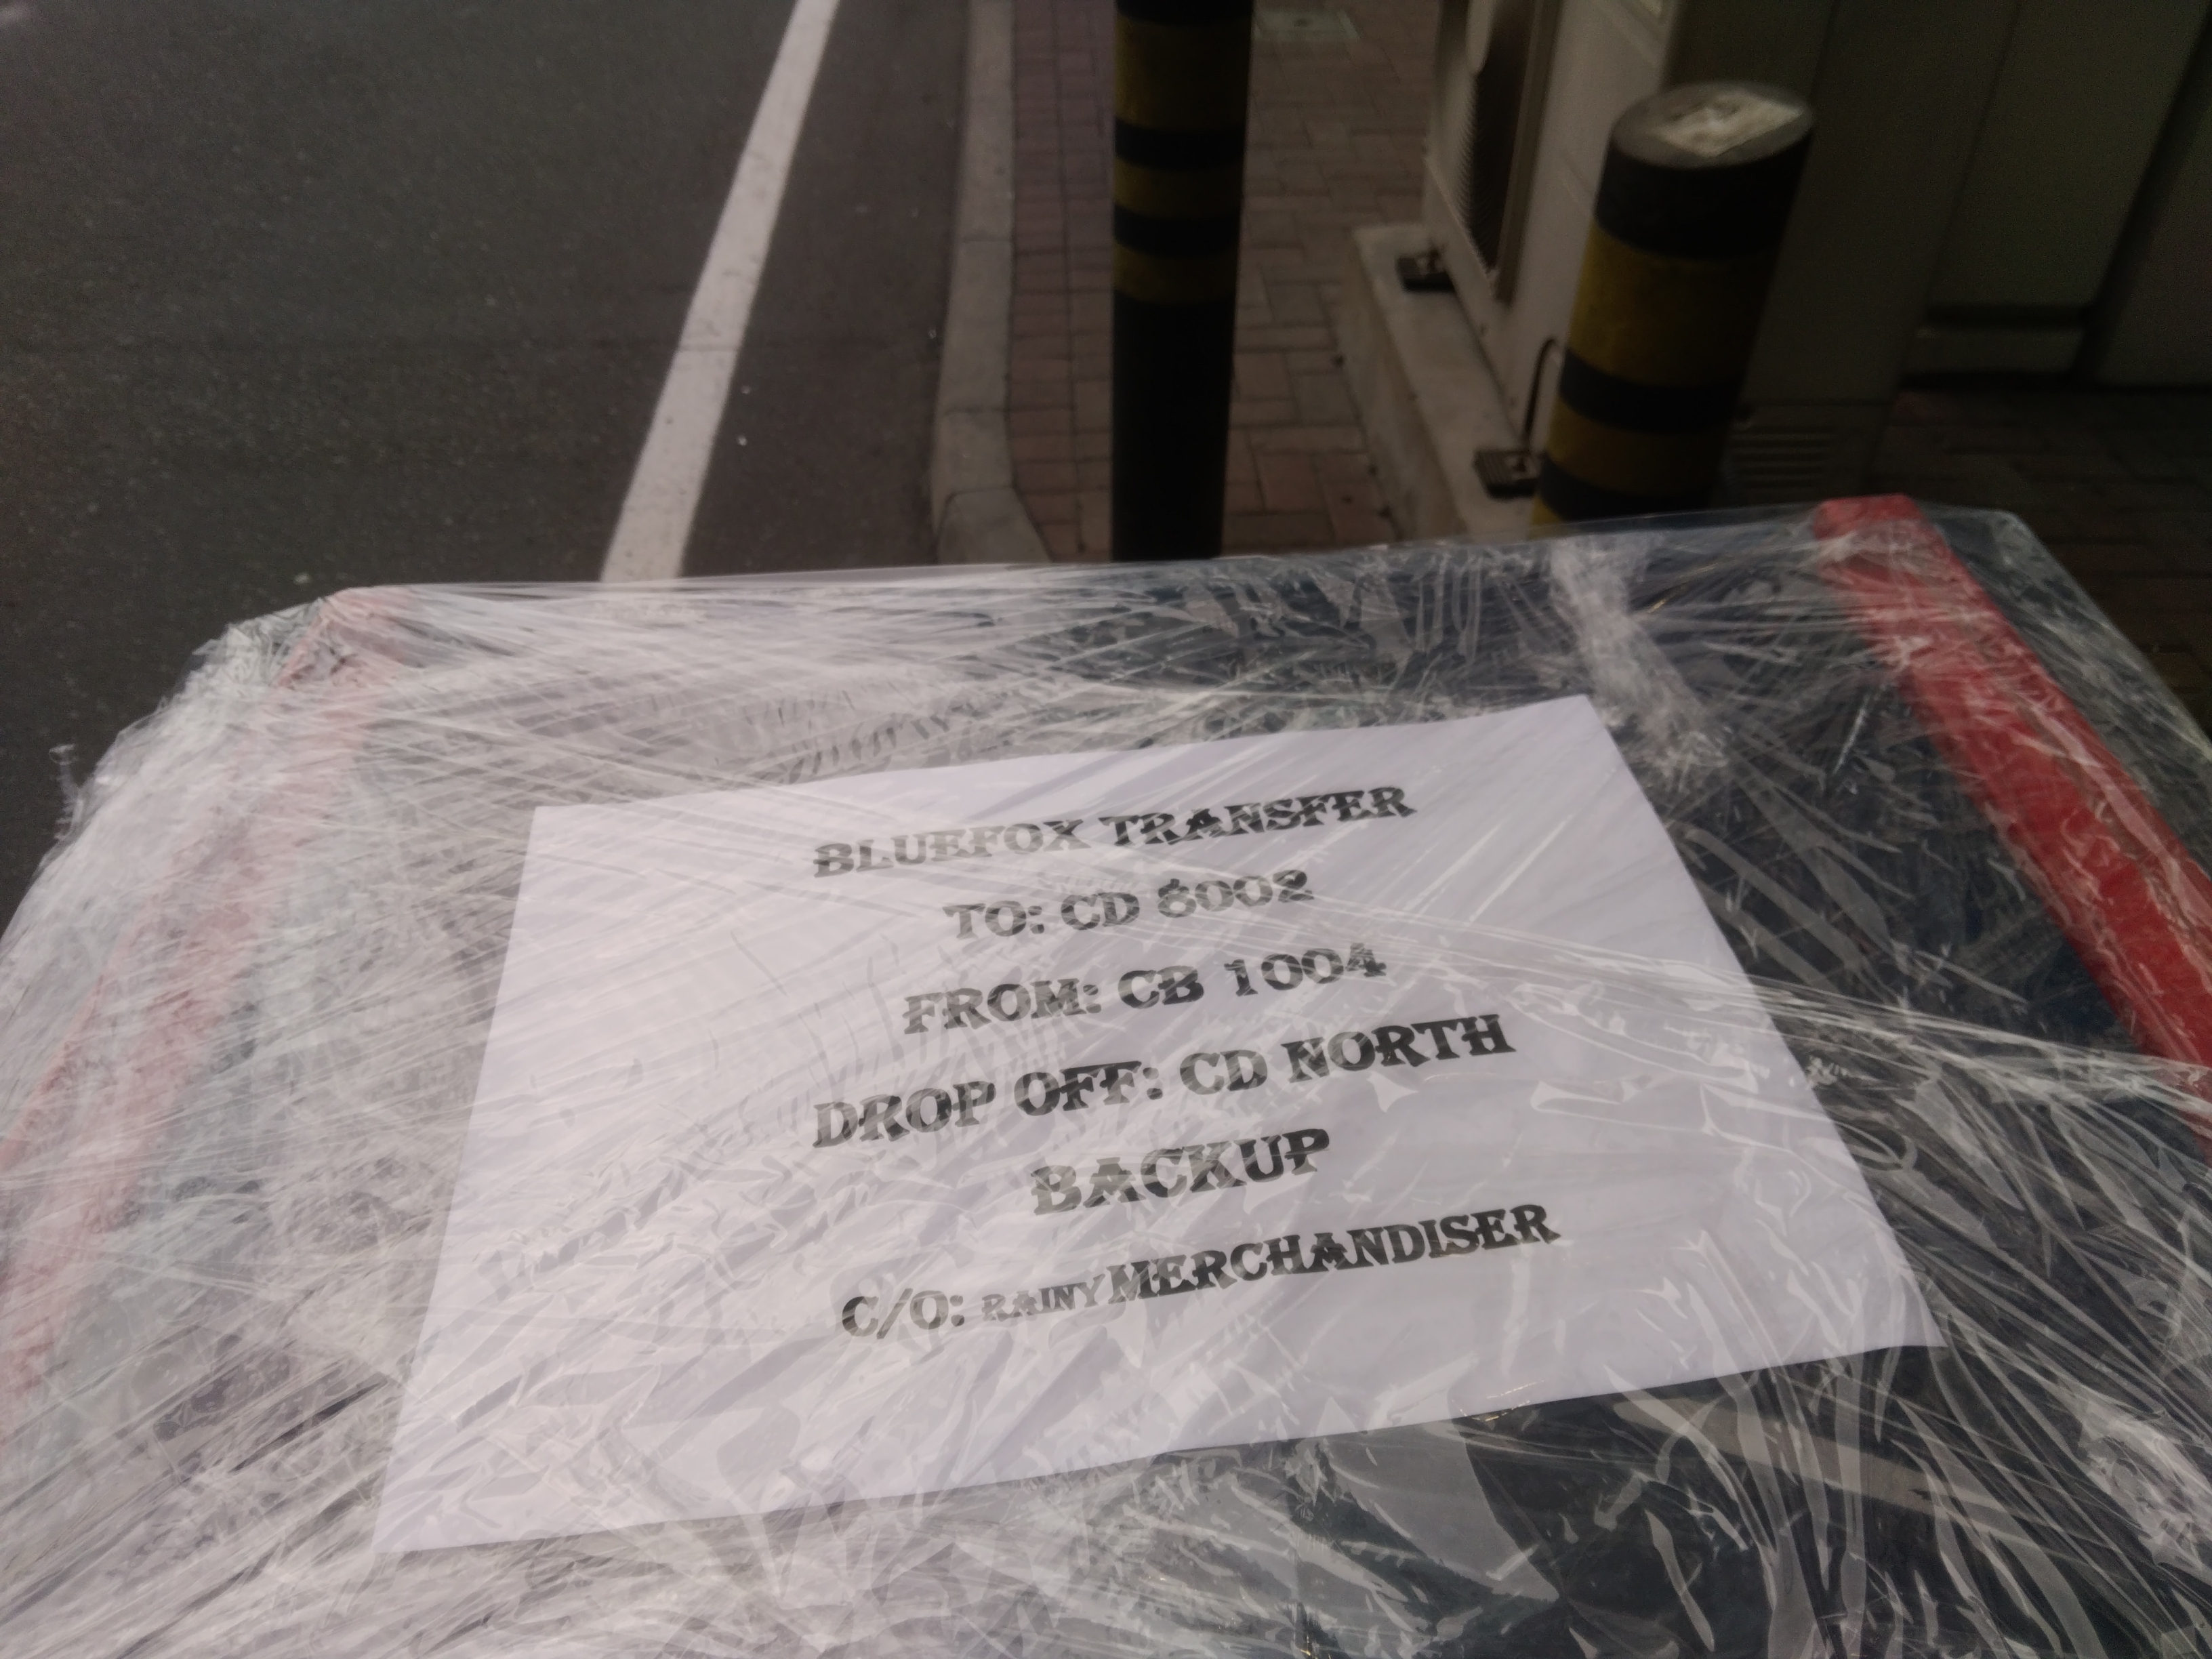 BLUEFOX TRANSFER
TO: CD 8002
FROM: CB 1004
DROP OFF: CD NORTH
BACKUP
C/O: RAINY MERCHANDISER